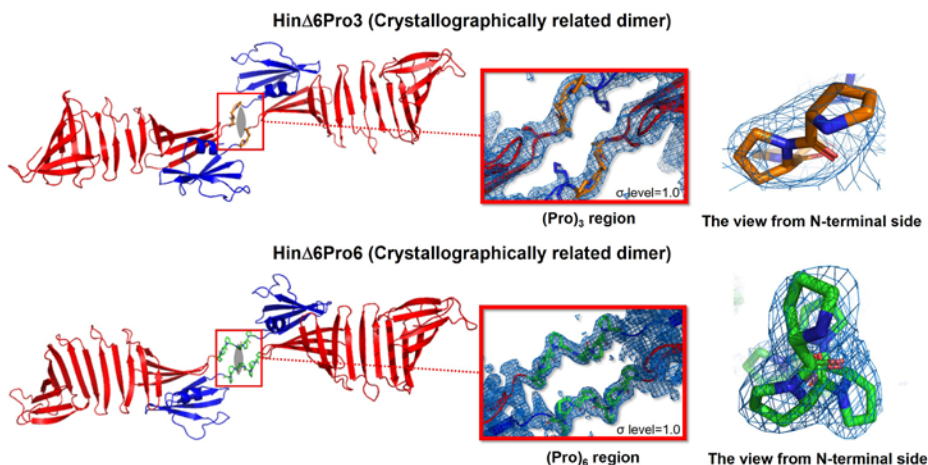 HinΔ6Pro3 (Crystallographically related dimer)
σ level=1.0
(Pro)₃ region
The view from N-terminal side
HinΔ6Pro6 (Crystallographically related dimer)
σ level=1.0
(Pro)₆ region
The view from N-terminal side